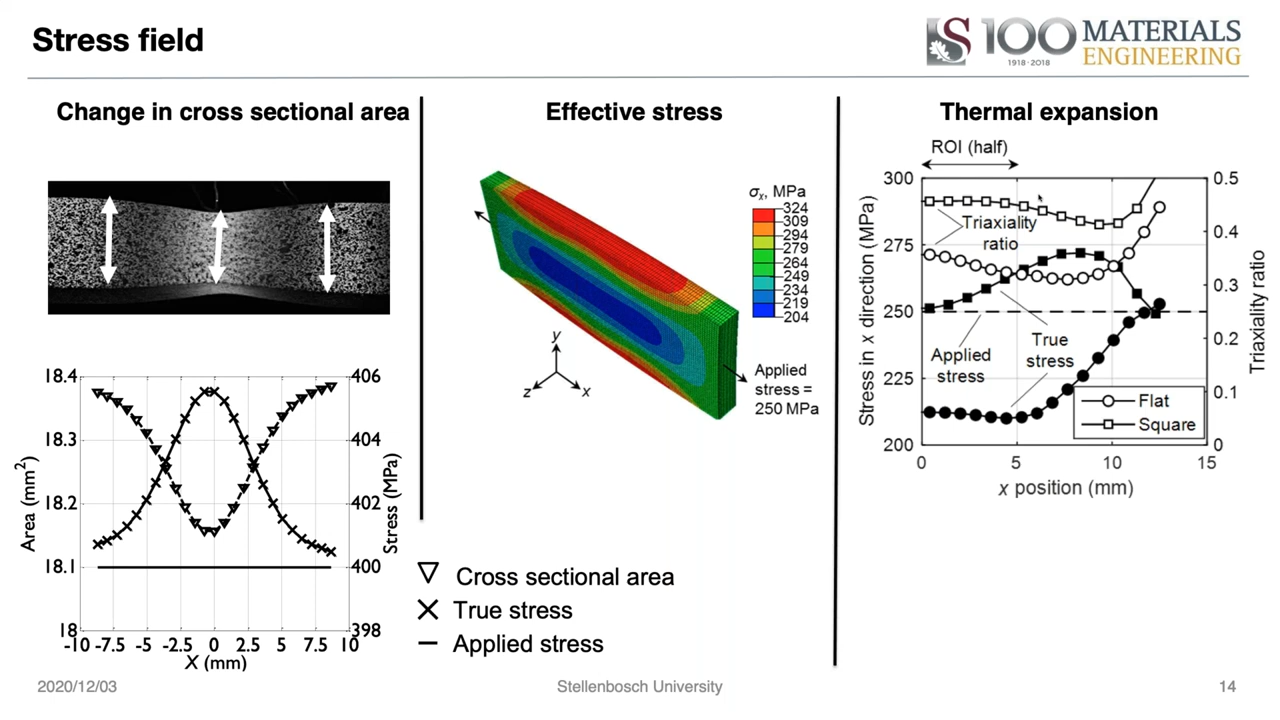 Stress field
S 100 MATERIALS
1918 · 2018 ENGINEERING
Change in cross sectional area
18.4
18.3
18.2
18.1
18
Area (mm²)
406
404
402
400
398
Stress (MPa)
-10 -7.5 -5 -2.5 0 2.5 5 7.5 10
X (mm)
Cross sectional area
True stress
Applied stress
Effective stress
σx, MPa
324
309
294
279
264
249
234
219
204
y
z
x
Applied
stress =
250 MPa
Thermal expansion
ROI (half)
300
275
250
225
200
Stress in x direction (MPa)
0.5
0.4
0.3
0.2
0.1
0
Triaxiality ratio
Triaxiality
ratio
Applied
stress
True
stress
Flat
Square
0 5 10 15
x position (mm)
2020/12/03
Stellenbosch University
14